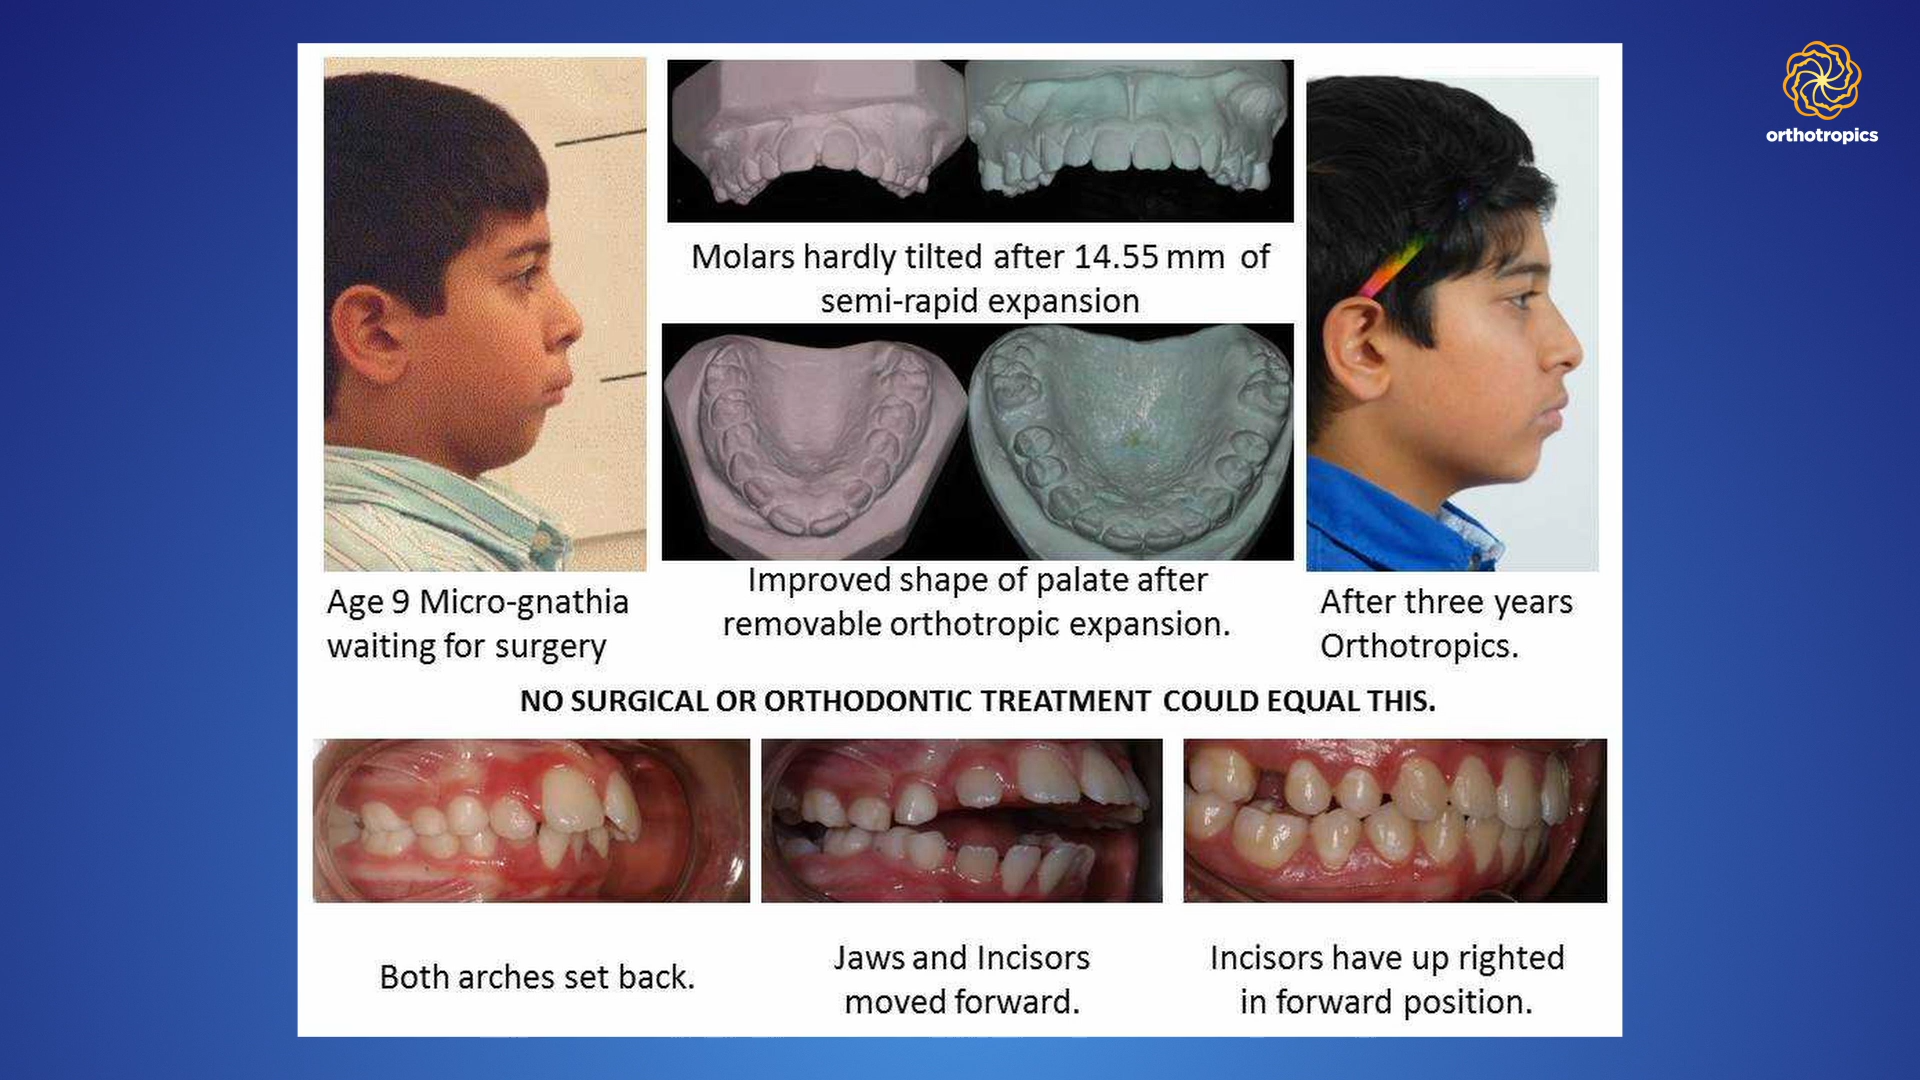 orthotropics
Molars hardly tilted after 14.55 mm of
semi-rapid expansion
Age 9 Micro-gnathia
waiting for surgery
Improved shape of palate after
removable orthotropic expansion.
After three years
Orthotropics.
NO SURGICAL OR ORTHODONTIC TREATMENT COULD EQUAL THIS.
Both arches set back.
Jaws and Incisors
moved forward.
Incisors have up righted
in forward position.